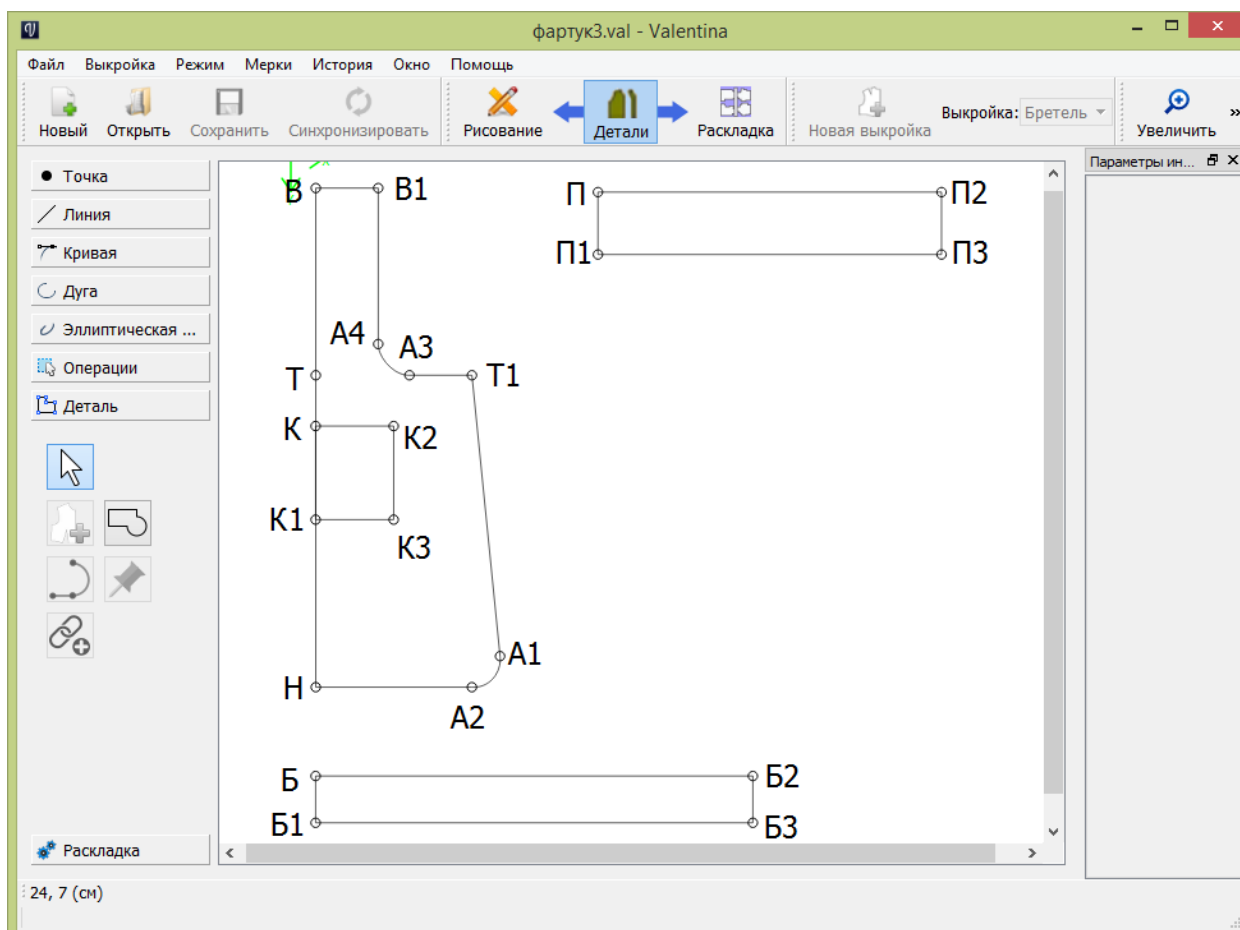 фартук3.val - Valentina
Файл Выкройка Режим Мерки История Окно Помощь
Новый Открыть Сохранить Синхронизировать Рисование Детали Раскладка Новая выкройка Выкройка: Бретель Увеличить »
Точка
Линия
Кривая
Дуга
Эллиптическая ...
Операции
Деталь
Раскладка
Параметры ин...
x
В В1 П П2
П1 П3
А4 А3
Т Т1
К К2
К1 К3
А1
Н А2
Б Б2
Б1 Б3
24, 7 (см)